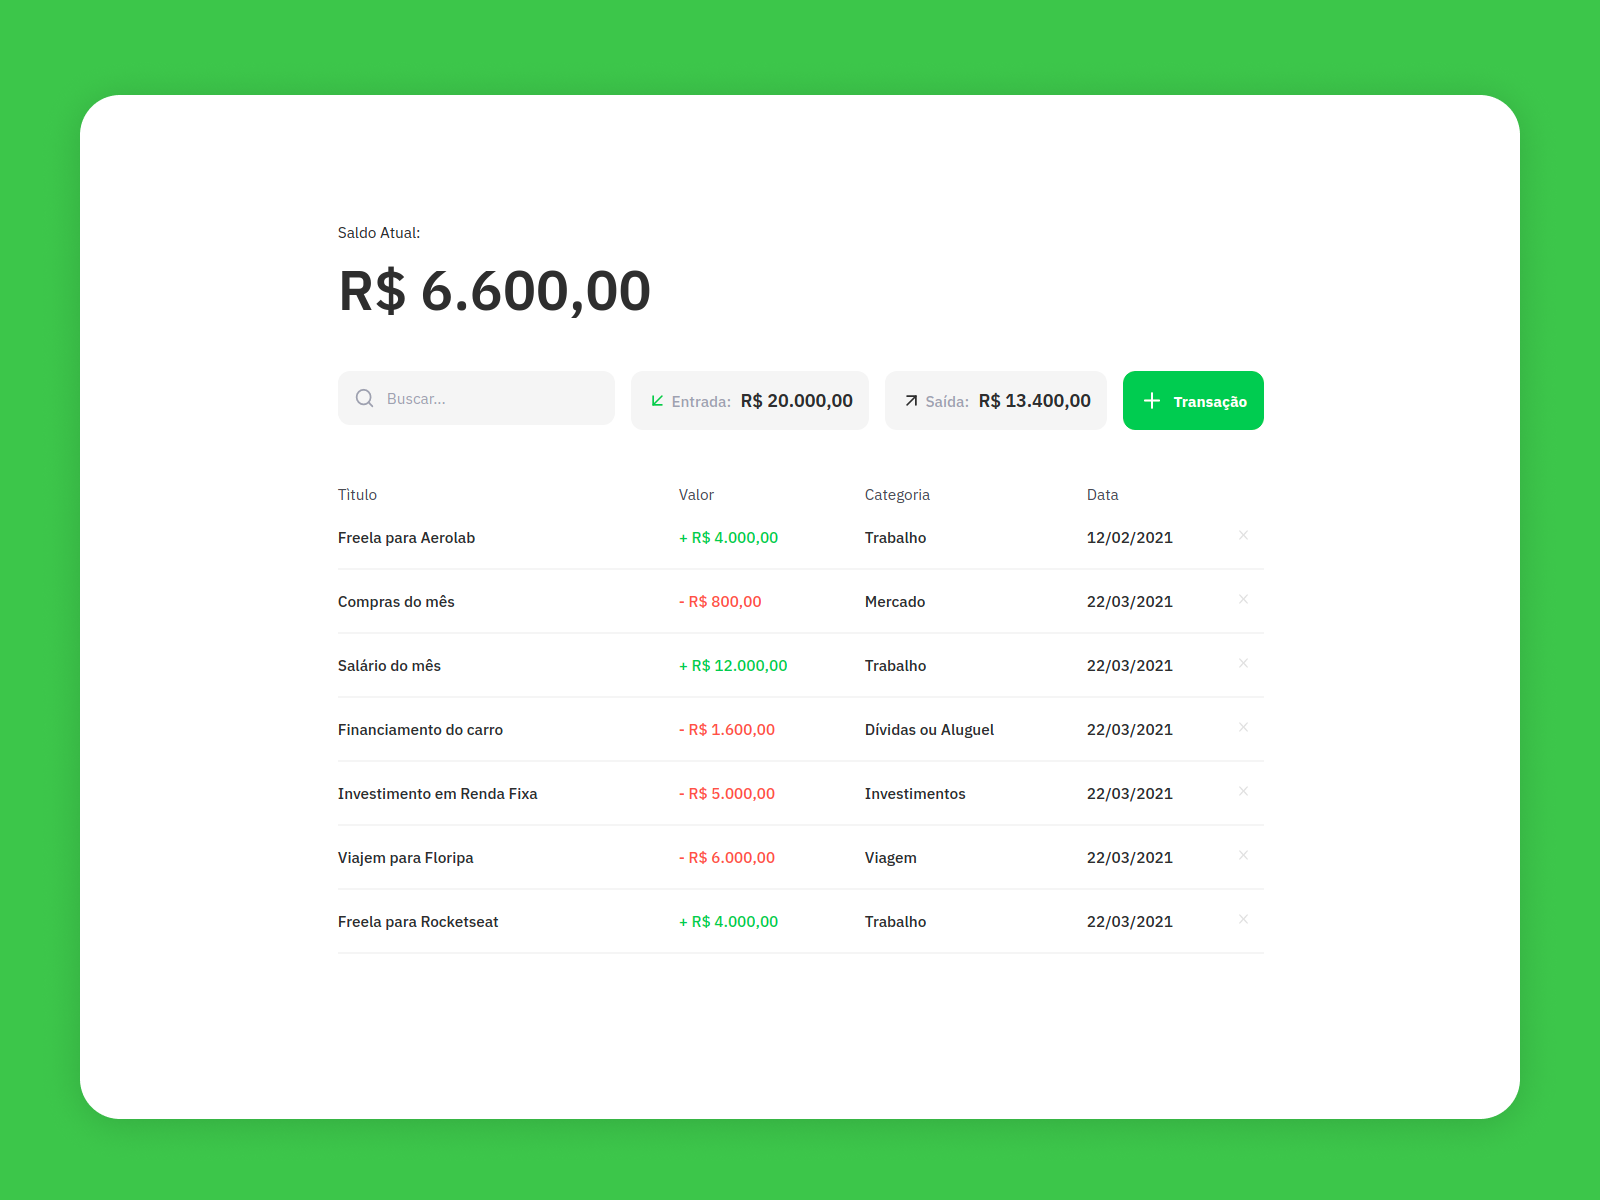 Saldo Atual:
R$ 6.600,00
Buscar...
Entrada: R$ 20.000,00
Saída: R$ 13.400,00
Transação
Tìtulo Valor Categoria Data
Freela para Aerolab + R$ 4.000,00 Trabalho 12/02/2021
Compras do mês - R$ 800,00 Mercado 22/03/2021
Salário do mês + R$ 12.000,00 Trabalho 22/03/2021
Financiamento do carro - R$ 1.600,00 Dívidas ou Aluguel 22/03/2021
Investimento em Renda Fixa - R$ 5.000,00 Investimentos 22/03/2021
Viajem para Floripa - R$ 6.000,00 Viagem 22/03/2021
Freela para Rocketseat + R$ 4.000,00 Trabalho 22/03/2021